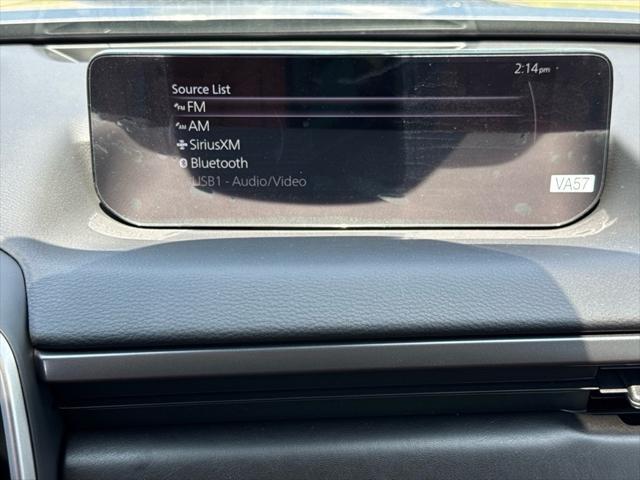 2:14pm
Source List
FM
AM
SiriusXM
Bluetooth
USB1 - Audio/Video
VA57